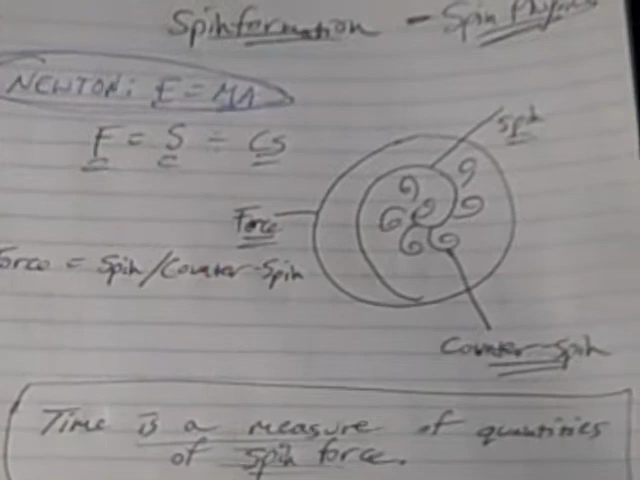 Spinformation - Spin Physics
NEWTON: F = MA
F = S - CS
Spin
Force
Force = Spin/Counter-Spin
Counter-Spin
Time is a measure of quantities
of spin force.